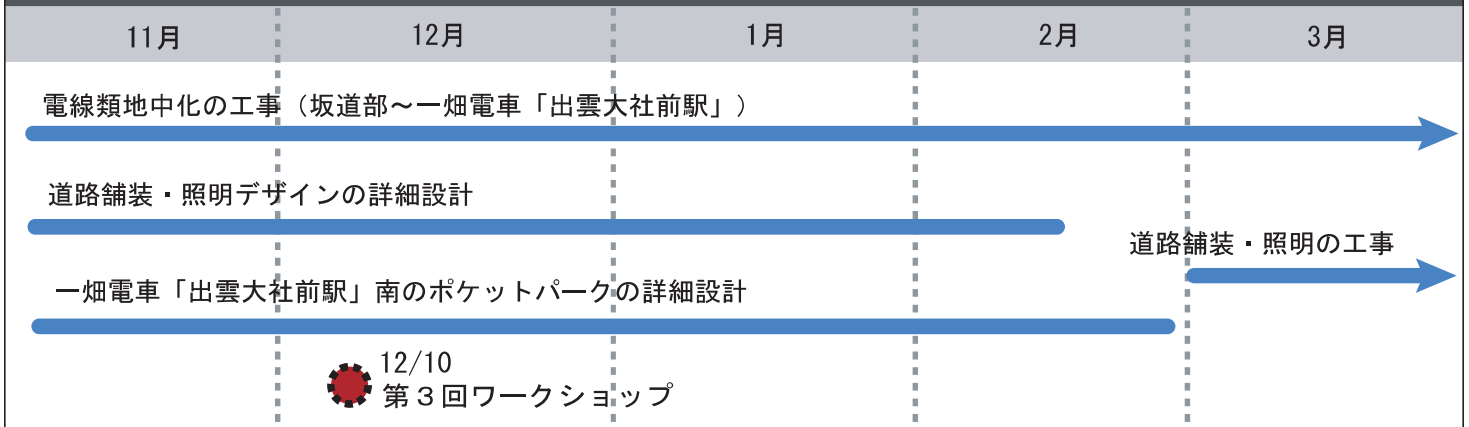 11月 12月 1月 2月 3月
電線類地中化の工事（坂道部～一畑電車「出雲大社前駅」）
道路舗装・照明デザインの詳細設計
道路舗装・照明の工事
一畑電車「出雲大社前駅」南のポケットパークの詳細設計
12/10
第３回ワークショップ